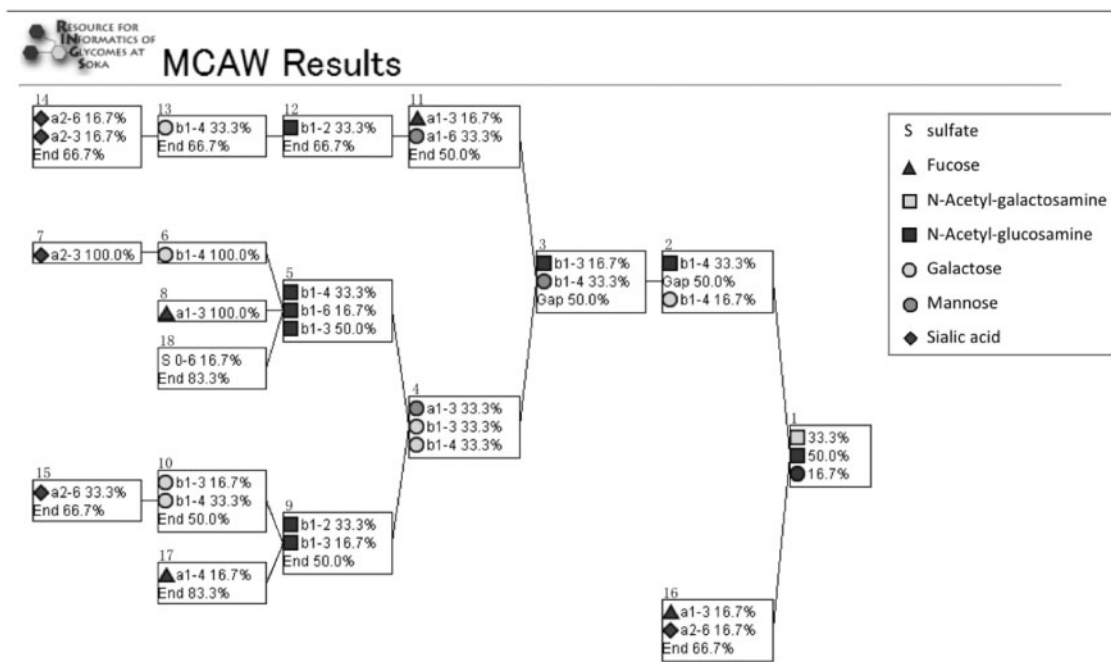 RESOURCE FOR
INFORMATICS OF
GLYCOMES AT
SOKA
MCAW Results
14
a2-6 16.7%
a2-3 16.7%
End 66.7%
13
b1-4 33.3%
End 66.7%
12
b1-2 33.3%
End 66.7%
11
a1-3 16.7%
a1-6 33.3%
End 50.0%
7
a2-3 100.0%
6
b1-4 100.0%
8
a1-3 100.0%
18
S 0-6 16.7%
End 83.3%
5
b1-4 33.3%
b1-6 16.7%
b1-3 50.0%
3
b1-3 16.7%
b1-4 33.3%
Gap 50.0%
2
b1-4 33.3%
Gap 50.0%
b1-4 16.7%
4
a1-3 33.3%
b1-3 33.3%
b1-4 33.3%
1
33.3%
50.0%
16.7%
15
a2-6 33.3%
End 66.7%
10
b1-3 16.7%
b1-4 33.3%
End 50.0%
17
a1-4 16.7%
End 83.3%
9
b1-2 33.3%
b1-3 16.7%
End 50.0%
16
a1-3 16.7%
a2-6 16.7%
End 66.7%
S sulfate
Fucose
N-Acetyl-galactosamine
N-Acetyl-glucosamine
Galactose
Mannose
Sialic acid